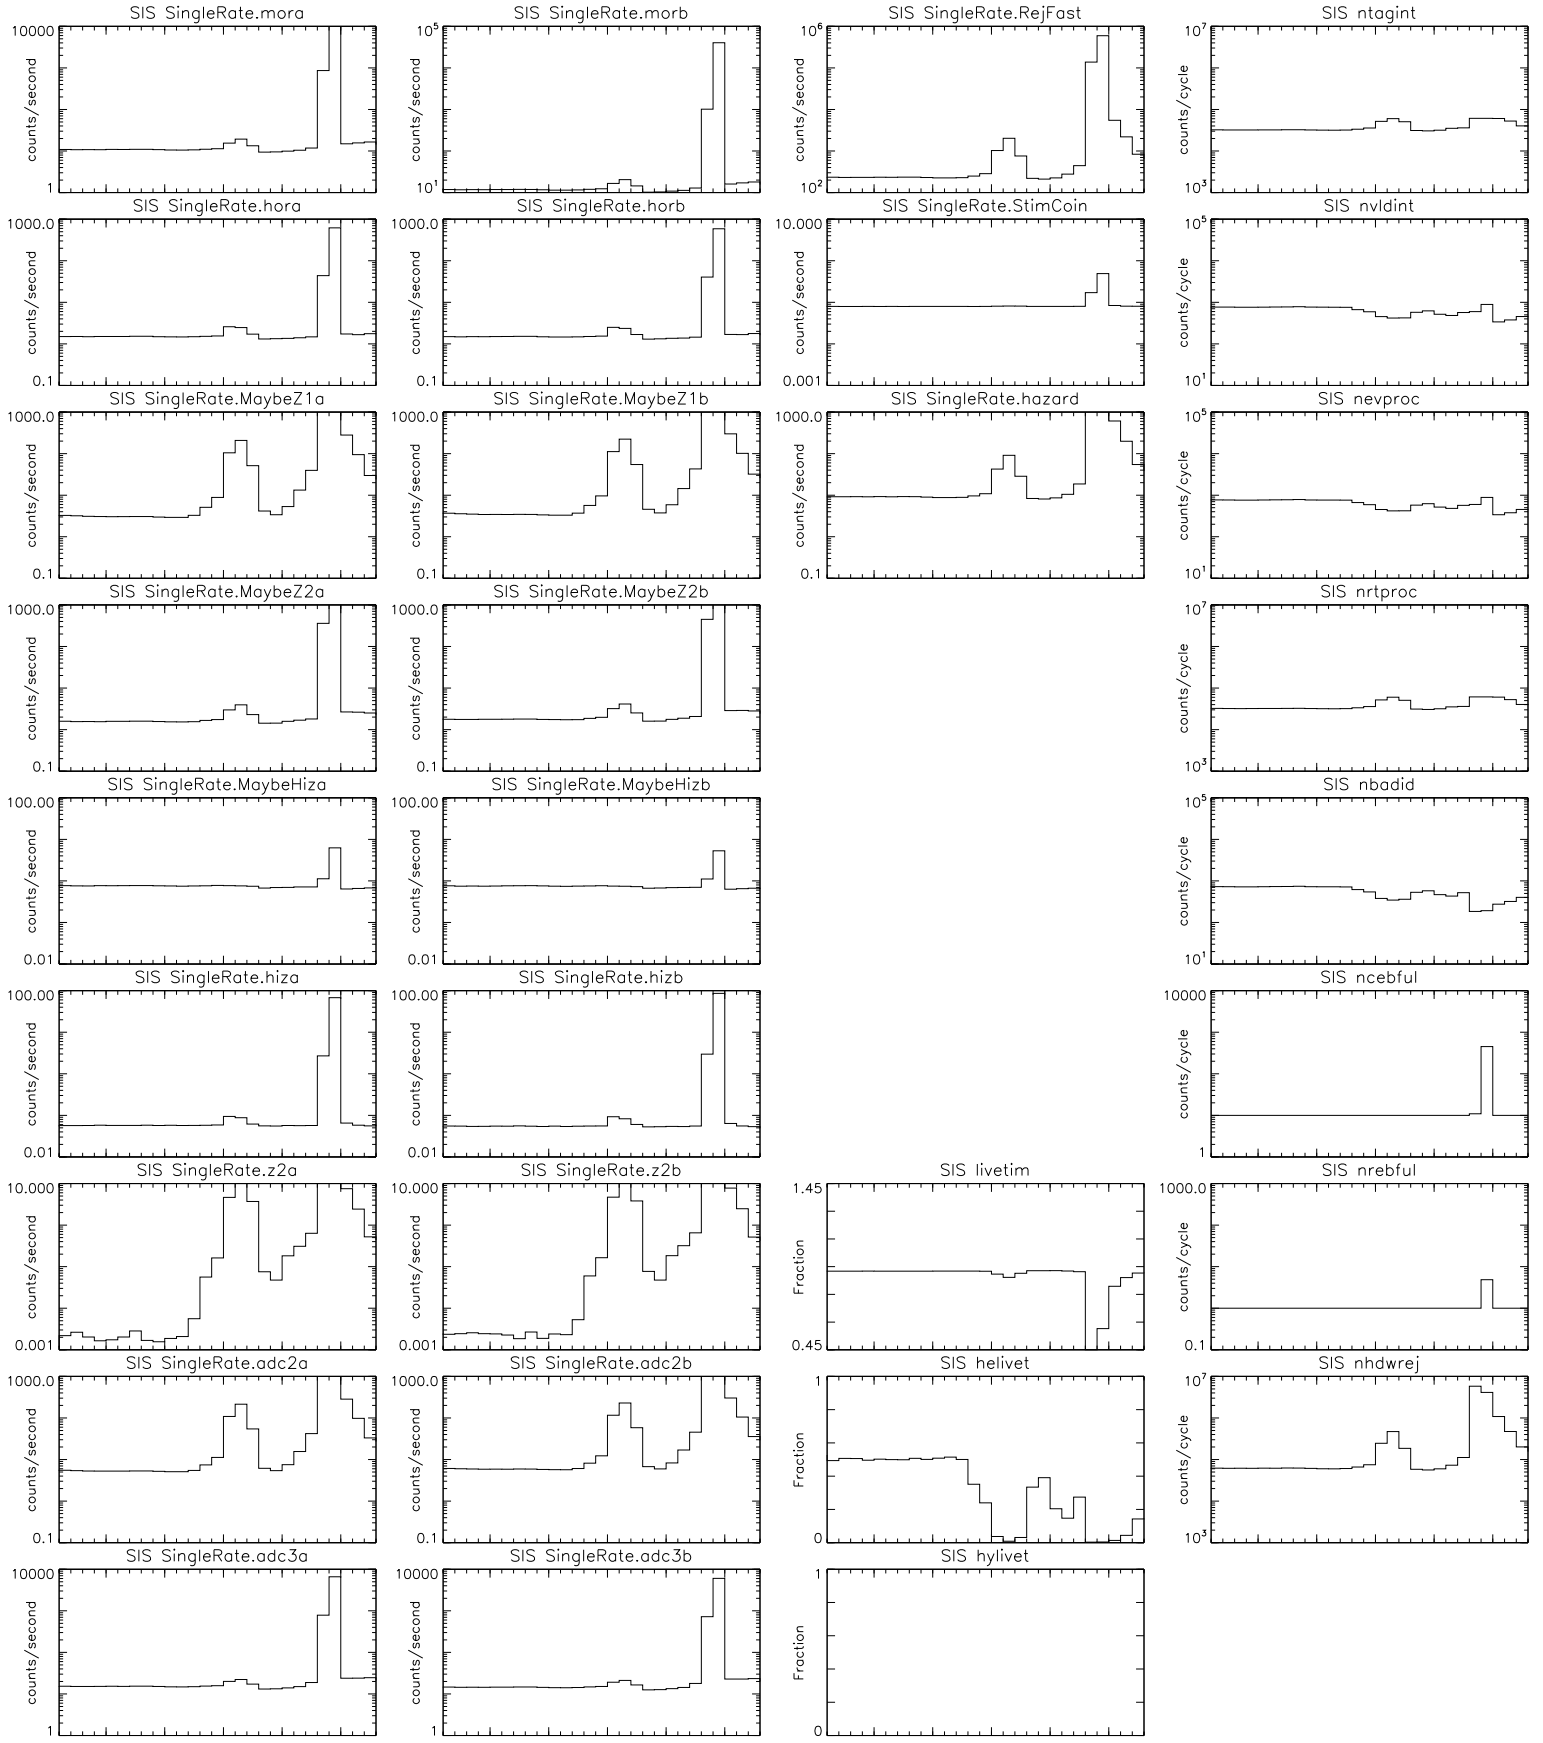 SIS SingleRate.mora
10000
counts/second
1
SIS SingleRate.morb
10^5
counts/second
10^1
SIS SingleRate.RejFast
10^6
counts/second
10^2
SIS ntagint
10^7
counts/cycle
10^3
SIS SingleRate.hora
1000.0
counts/second
0.1
SIS SingleRate.horb
1000.0
counts/second
0.1
SIS SingleRate.StimCoin
10.000
counts/second
0.001
SIS nvldint
10^5
counts/cycle
10^1
SIS SingleRate.MaybeZ1a
1000.0
counts/second
0.1
SIS SingleRate.MaybeZ1b
1000.0
counts/second
0.1
SIS SingleRate.hazard
1000.0
counts/second
0.1
SIS nevproc
10^5
counts/cycle
10^1
SIS SingleRate.MaybeZ2a
1000.0
counts/second
0.1
SIS SingleRate.MaybeZ2b
1000.0
counts/second
0.1
SIS nrtproc
10^7
counts/cycle
10^3
SIS SingleRate.MaybeHiza
100.00
counts/second
0.01
SIS SingleRate.MaybeHizb
100.00
counts/second
0.01
SIS nbadid
10^5
counts/cycle
10^1
SIS SingleRate.hiza
100.00
counts/second
0.01
SIS SingleRate.hizb
100.00
counts/second
0.01
SIS ncebful
10000
counts/cycle
1
SIS SingleRate.z2a
10.000
counts/second
0.001
SIS SingleRate.z2b
10.000
counts/second
0.001
SIS livetim
1.45
Fraction
0.45
SIS nrebful
1000.0
counts/cycle
0.1
SIS SingleRate.adc2a
1000.0
counts/second
0.1
SIS SingleRate.adc2b
1000.0
counts/second
0.1
SIS helivet
1
Fraction
0
SIS nhdwrej
10^7
counts/cycle
10^3
SIS SingleRate.adc3a
10000
counts/second
1
SIS SingleRate.adc3b
10000
counts/second
1
SIS hylivet
1
Fraction
0